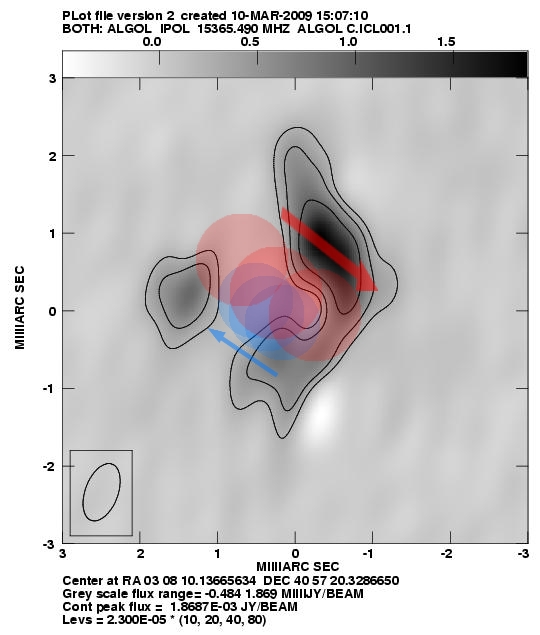 PLot file version 2 created 10-MAR-2009 15:07:10
BOTH: ALGOL IPOL 15365.490 MHZ ALGOL C.ICL001.1
0.0 0.5 1.0 1.5
3
2
1
0
-1
-2
-3
MIllIARC SEC
3 2 1 0 -1 -2 -3
MIllIARC SEC
Center at RA 03 08 10.13665634 DEC 40 57 20.3286650
Grey scale flux range= -0.484 1.869 MIllIJY/BEAM
Cont peak flux = 1.8687E-03 JY/BEAM
Levs = 2.300E-05 * (10, 20, 40, 80)